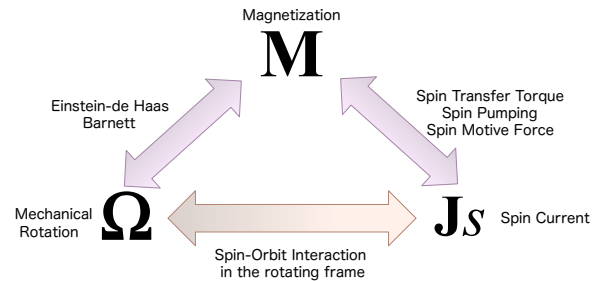 Magnetization
M
Einstein-de Haas
Barnett
Spin Transfer Torque
Spin Pumping
Spin Motive Force
Mechanical
Rotation
Ω
JS
Spin Current
Spin-Orbit Interaction
in the rotating frame